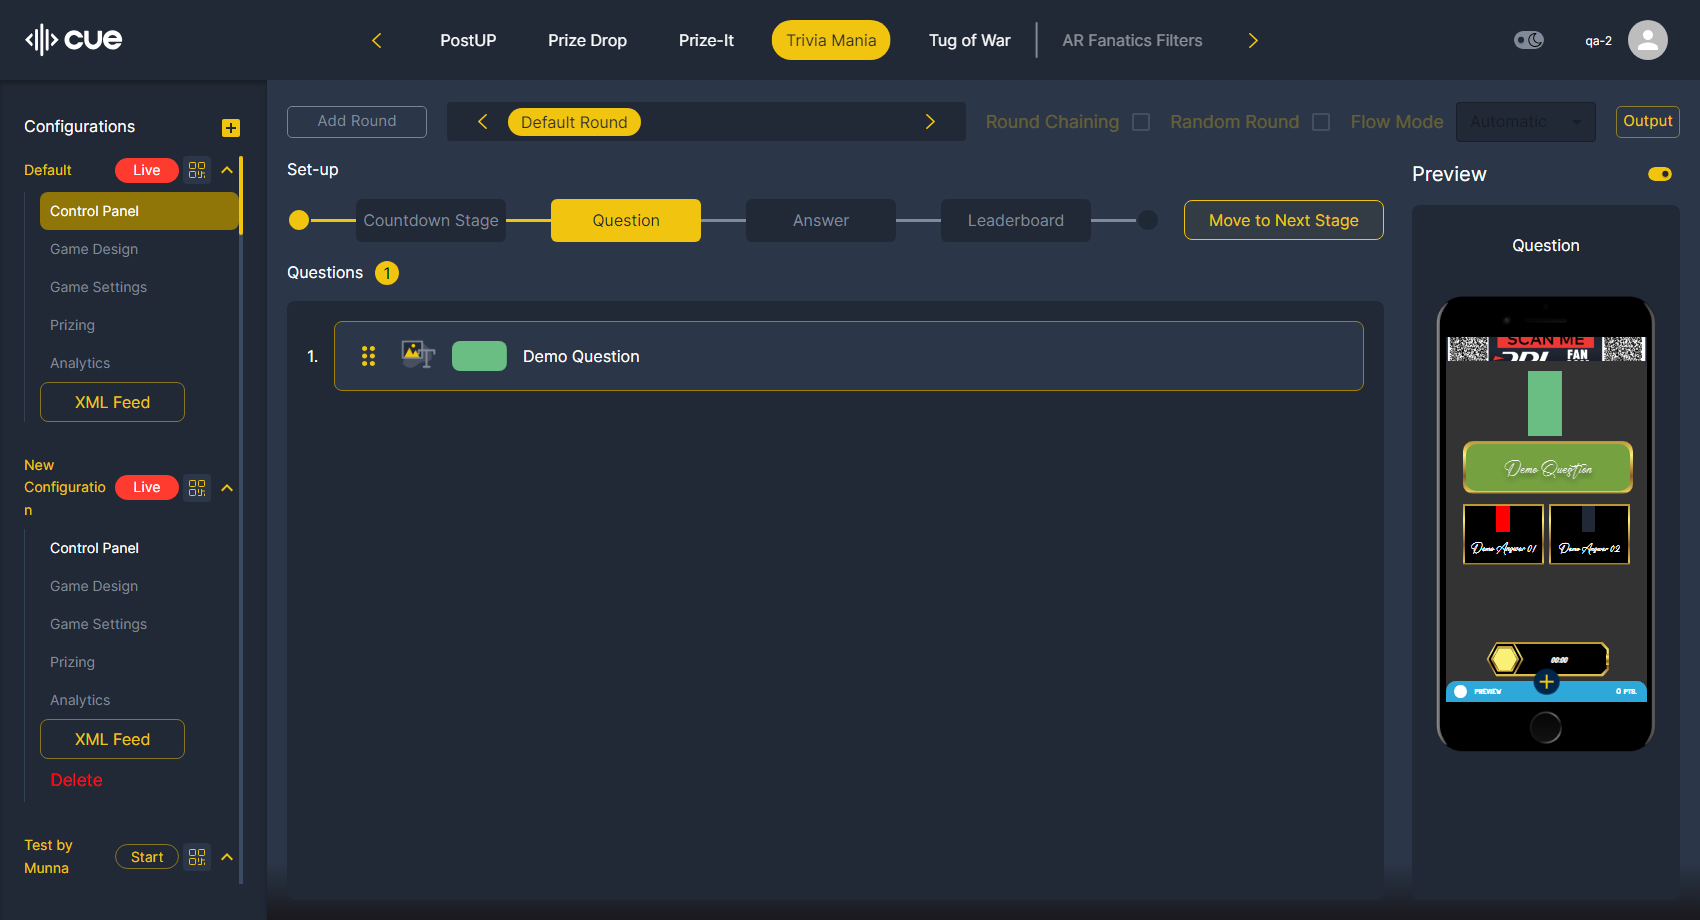 cue
PostUP
Prize Drop
Prize-It
Trivia Mania
Tug of War
AR Fanatics Filters
qa-2
Configurations
Default
Live
Control Panel
Game Design
Game Settings
Prizing
Analytics
XML Feed
New
Configuratio
n
Live
Control Panel
Game Design
Game Settings
Prizing
Analytics
XML Feed
Delete
Test by
Munna
Start
Add Round
Default Round
Round Chaining
Random Round
Flow Mode
Automatic
Output
Set-up
Countdown Stage
Question
Answer
Leaderboard
Move to Next Stage
Questions 1
1.
Demo Question
Preview
Question
SCAN ME
FAN
Demo Question
Demo Answer 01
Demo Answer 02
00:00
PREVIEW
0 PTS.